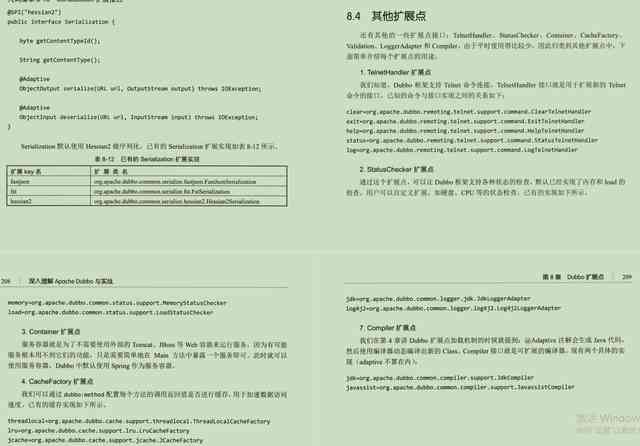 @SPI("hessian2")
public interface Serialization {
byte getContentTypeId();
String getContentType();
@Adaptive
ObjectOutput serialize(URL url, OutputStream output) throws IOException;
@Adaptive
ObjectInput deserialize(URL url, InputStream input) throws IOException;
}
Serialization 默认使用 Hessian2 做序列化，已有的 Serialization 扩展实现如表 8-12 所示。
表 8-12 已有的 Serialization 扩展实现
扩展 key 名 扩 展 类 名
fastjson org.apache.dubbo.common.serialize.fastjson.FastJsonSerialization
fst org.apache.dubbo.common.serialize.fst.FstSerialization
hessian2 org.apache.dubbo.common.serialize.hessian2.Hessian2Serialization
8.4 其他扩展点
还有其他的一些扩展点接口：TelnetHandler、StatusChecker、Container、CacheFactory、
Validation、LoggerAdapter 和 Compiler。由于平时使用得比较少，因此归类到其他扩展点中，下
面简单介绍每个扩展点的用途。
1. TelnetHandler 扩展点
我们知道，Dubbo 框架支持 Telnet 命令连接，TelnetHandler 接口就是用于扩展新的 Telnet
命令的接口。已知的命令与接口实现之间的关系如下：
clear=org.apache.dubbo.remoting.telnet.support.command.ClearTelnetHandler
exit=org.apache.dubbo.remoting.telnet.support.command.ExitTelnetHandler
help=org.apache.dubbo.remoting.telnet.support.command.HelpTelnetHandler
status=org.apache.dubbo.remoting.telnet.support.command.StatusTelnetHandler
log=org.apache.dubbo.remoting.telnet.support.command.LogTelnetHandler
2. StatusChecker 扩展点
通过这个扩展点，可以让 Dubbo 框架支持各种状态的检查，默认已经实现了内存和 load 的
检查。用户可以自定义扩展，如硬盘、CPU 等的状态检查。已有的实现如下所示。
208 深入理解 Apache Dubbo 与实战
memory=org.apache.dubbo.common.status.support.MemoryStatusChecker
load=org.apache.dubbo.common.status.support.LoadStatusChecker
3. Container 扩展点
服务容器就是为了不需要使用外部的 Tomcat、JBoss 等 Web 容器来运行服务，因为有可能
服务根本用不到它们的功能，只是需要简单地在 Main 方法中暴露一个服务即可。此时就可以
使用服务容器。Dubbo 中默认使用 Spring 作为服务容器。
4. CacheFactory 扩展点
我们可以通过 dubbo:method 配置每个方法的调用返回值是否进行缓存，用于加速数据访问
速度。已有的缓存实现如下所示。
threadlocal=org.apache.dubbo.cache.support.threadlocal.ThreadLocalCacheFactory
lru=org.apache.dubbo.cache.support.lru.LruCacheFactory
jcache=org.apache.dubbo.cache.support.jcache.JCacheFactory
第 8 章 Dubbo 扩展点 209
jdk=org.apache.dubbo.common.logger.jdk.JdkLoggerAdapter
log4j2=org.apache.dubbo.common.logger.log4j2.Log4j2LoggerAdapter
7. Compiler 扩展点
我们在第 4 章讲 Dubbo 扩展点加载机制的时候就提到：@Adaptive 注解会生成 Java 代码，
然后使用编译器动态编译出新的 Class。Compiler 接口就是可扩展的编译器，现有两个具体的实
现（adaptive 不算在内）。
jdk=org.apache.dubbo.common.compiler.support.JdkCompiler
javassist=org.apache.dubbo.common.compiler.support.JavassistCompiler
激活 Window